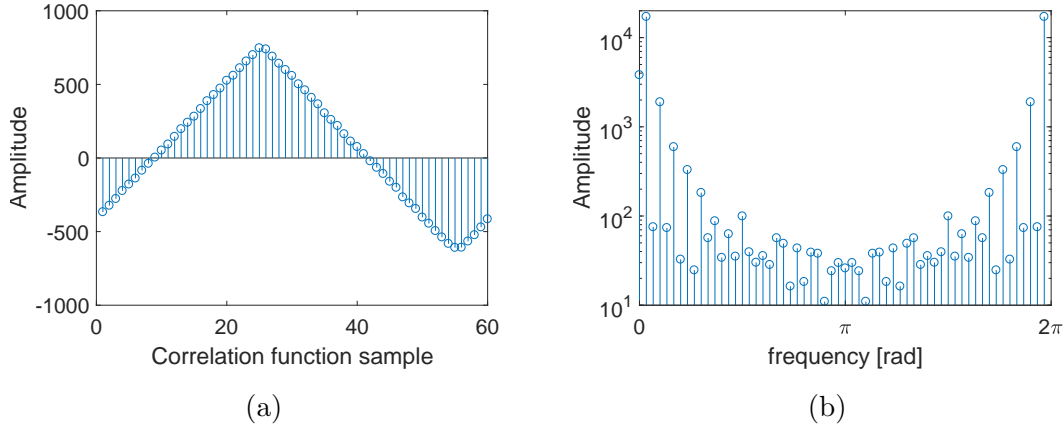 1000
500
0
-500
-1000
Amplitude
0
20
40
60
Correlation function sample
(a)
10^4
10^3
10^2
10^1
Amplitude
0
π
2π
frequency [rad]
(b)